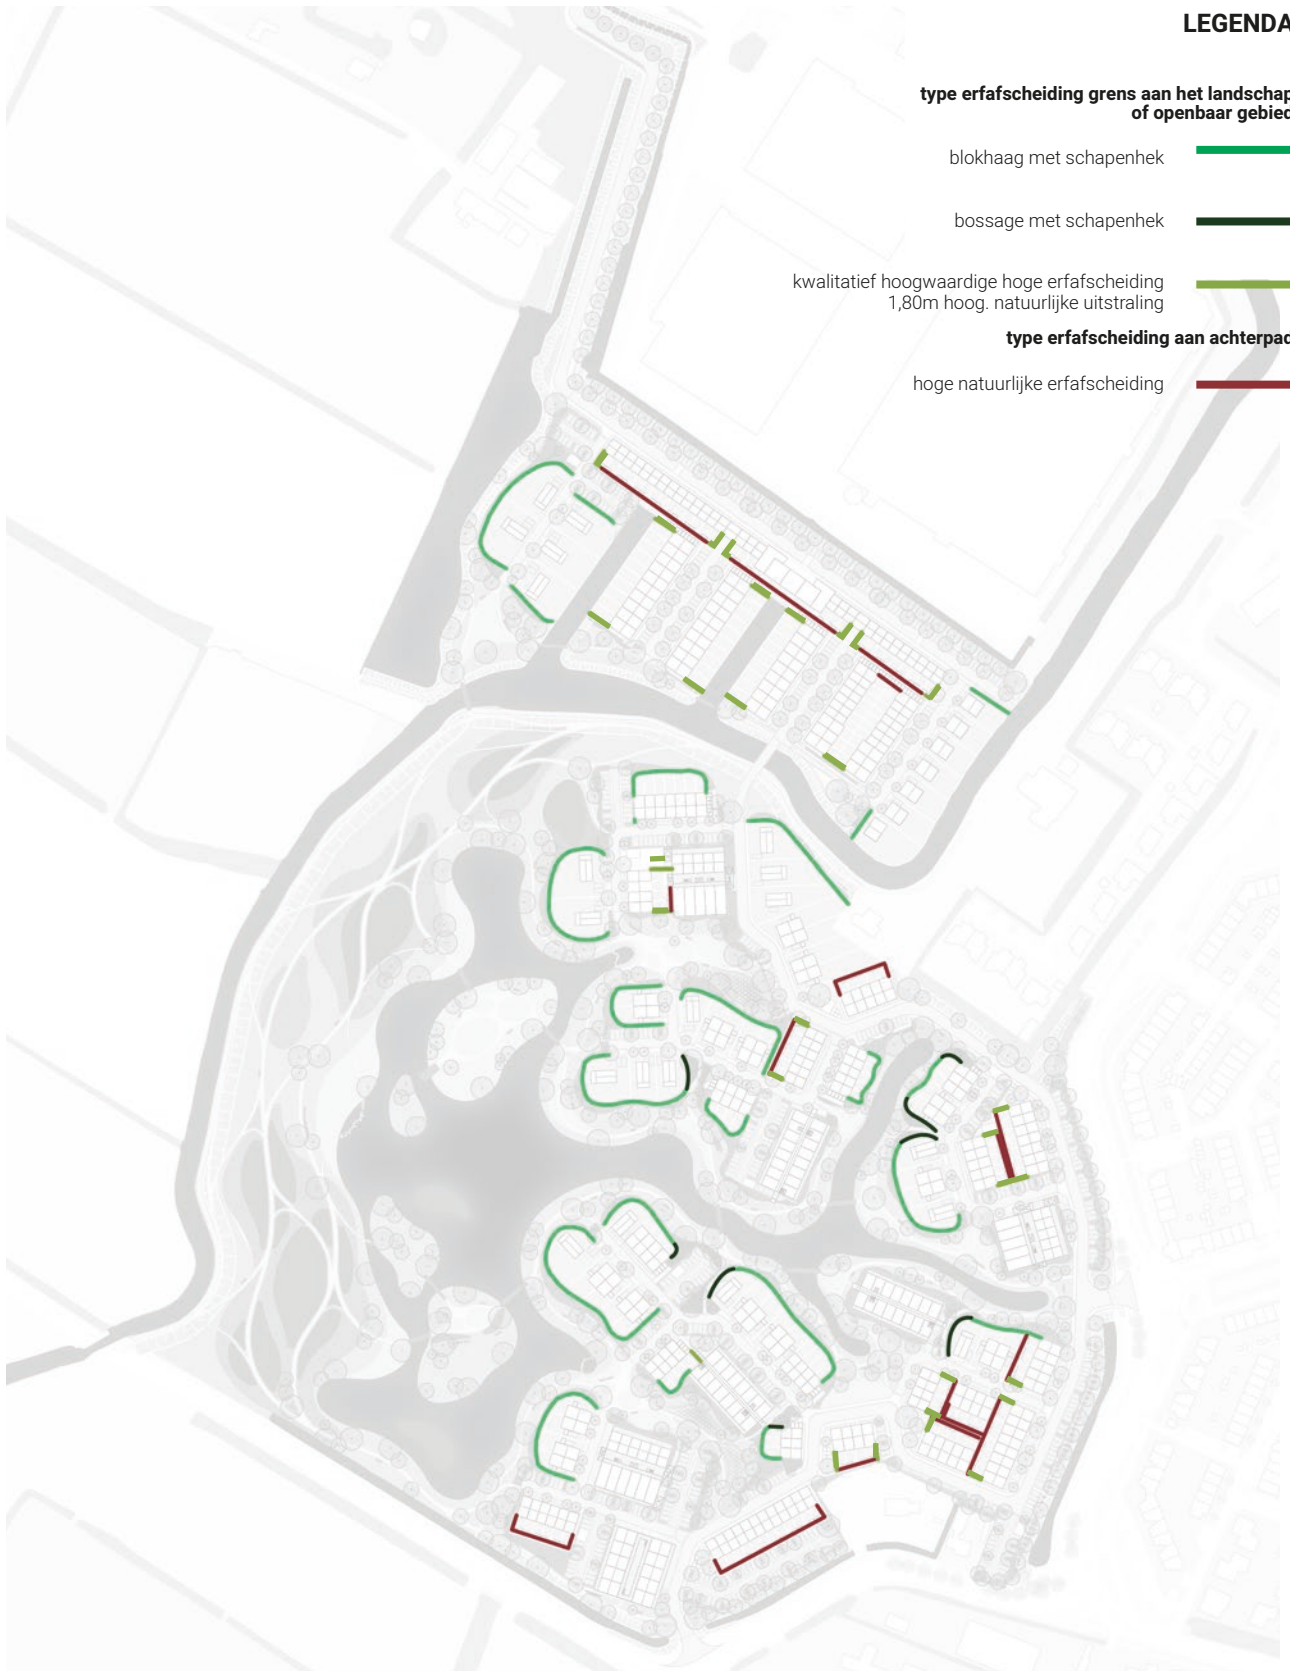 LEGENDA
type erfafscheiding grens aan het landschap
of openbaar gebied
blokhaag met schapenhek
bossage met schapenhek
kwalitatief hoogwaardige hoge erfafscheiding
1,80m hoog. natuurlijke uitstraling
type erfafscheiding aan achterpad
hoge natuurlijke erfafscheiding